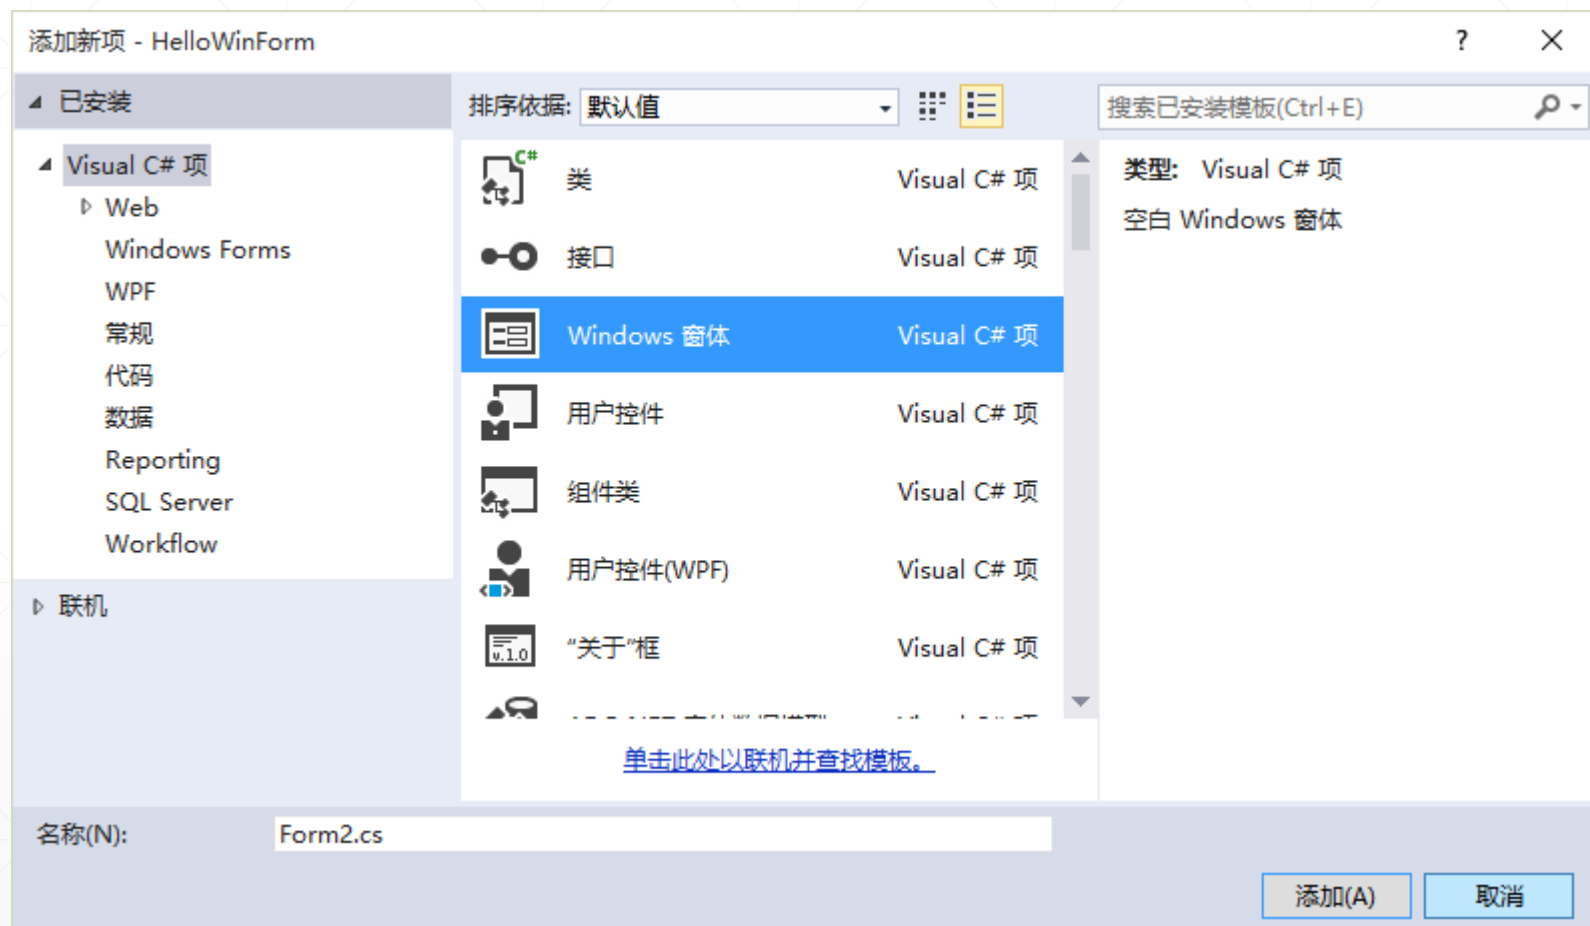 添加新项 - HelloWinForm
?
已安装
排序依据: 默认值
搜索已安装模板(Ctrl+E)
Visual C# 项
Web
Windows Forms
WPF
常规
代码
数据
Reporting
SQL Server
Workflow
联机
C#
类 Visual C# 项
接口 Visual C# 项
Windows 窗体 Visual C# 项
用户控件 Visual C# 项
组件类 Visual C# 项
用户控件(WPF) Visual C# 项
v.1.0
“关于”框 Visual C# 项
单击此处以联机并查找模板。
类型: Visual C# 项
空白 Windows 窗体
名称(N): Form2.cs
添加(A) 取消